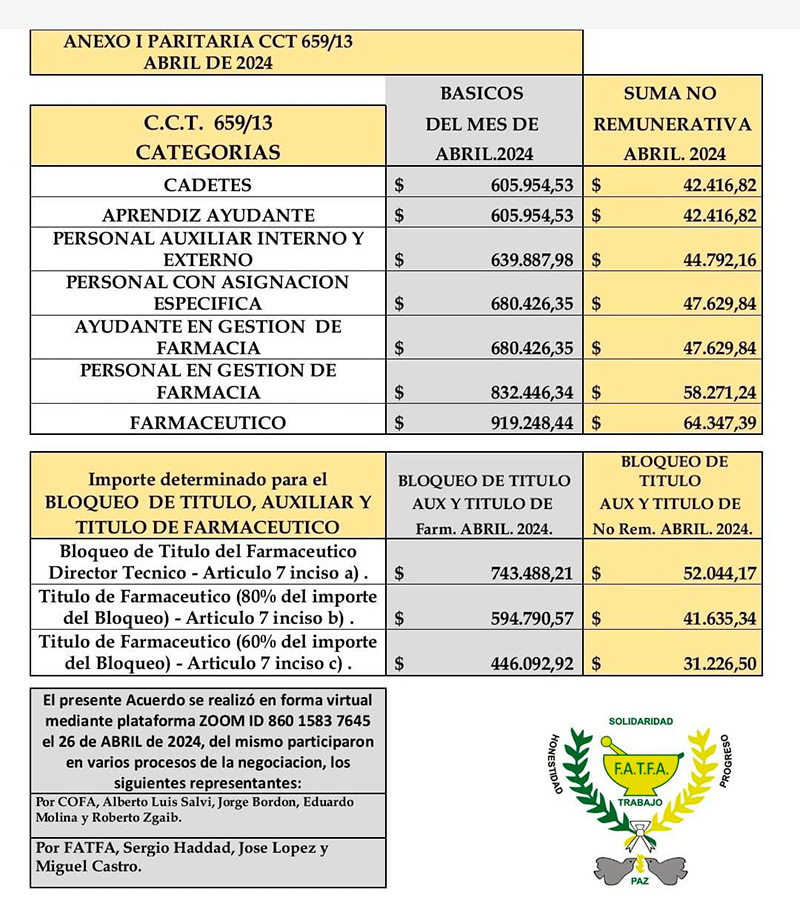 ANEXO I PARITARIA CCT 659/13
ABRIL DE 2024
C.C.T. 659/13
CATEGORIAS
BASICOS
DEL MES DE
ABRIL.2024
SUMA NO
REMUNERATIVA
ABRIL. 2024
CADETES $ 605.954,53 $ 42.416,82
APRENDIZ AYUDANTE $ 605.954,53 $ 42.416,82
PERSONAL AUXILIAR INTERNO Y
EXTERNO $ 639.887,98 $ 44.792,16
PERSONAL CON ASIGNACION
ESPECIFICA $ 680.426,35 $ 47.629,84
AYUDANTE EN GESTION DE
FARMACIA $ 680.426,35 $ 47.629,84
PERSONAL EN GESTION DE
FARMACIA $ 832.446,34 $ 58.271,24
FARMACEUTICO $ 919.248,44 $ 64.347,39
Importe determinado para el
BLOQUEO DE TITULO, AUXILIAR Y
TITULO DE FARMACEUTICO
BLOQUEO DE TITULO
AUX Y TITULO DE
Farm. ABRIL. 2024.
BLOQUEO DE
TITULO
AUX Y TITULO DE
No Rem. ABRIL. 2024.
Bloqueo de Titulo del Farmaceutico
Director Tecnico - Articulo 7 inciso a) . $ 743.488,21 $ 52.044,17
Titulo de Farmaceutico (80% del importe
del Bloqueo) - Articulo 7 inciso b) . $ 594.790,57 $ 41.635,34
Titulo de Farmaceutico (60% del importe
del Bloqueo) - Articulo 7 inciso c) . $ 446.092,92 $ 31.226,50
El presente Acuerdo se realizó en forma virtual
mediante plataforma ZOOM ID 860 1583 7645
el 26 de ABRIL de 2024, del mismo participaron
en varios procesos de la negociacion, los
siguientes representantes:
Por COFA, Alberto Luis Salvi, Jorge Bordon, Eduardo
Molina y Roberto Zgaib.
Por FATFA, Sergio Haddad, Jose Lopez y
Miguel Castro.
SOLIDARIDAD
HONESTIDAD
PROGRESO
F.A.T.F.A.
TRABAJO
PAZ